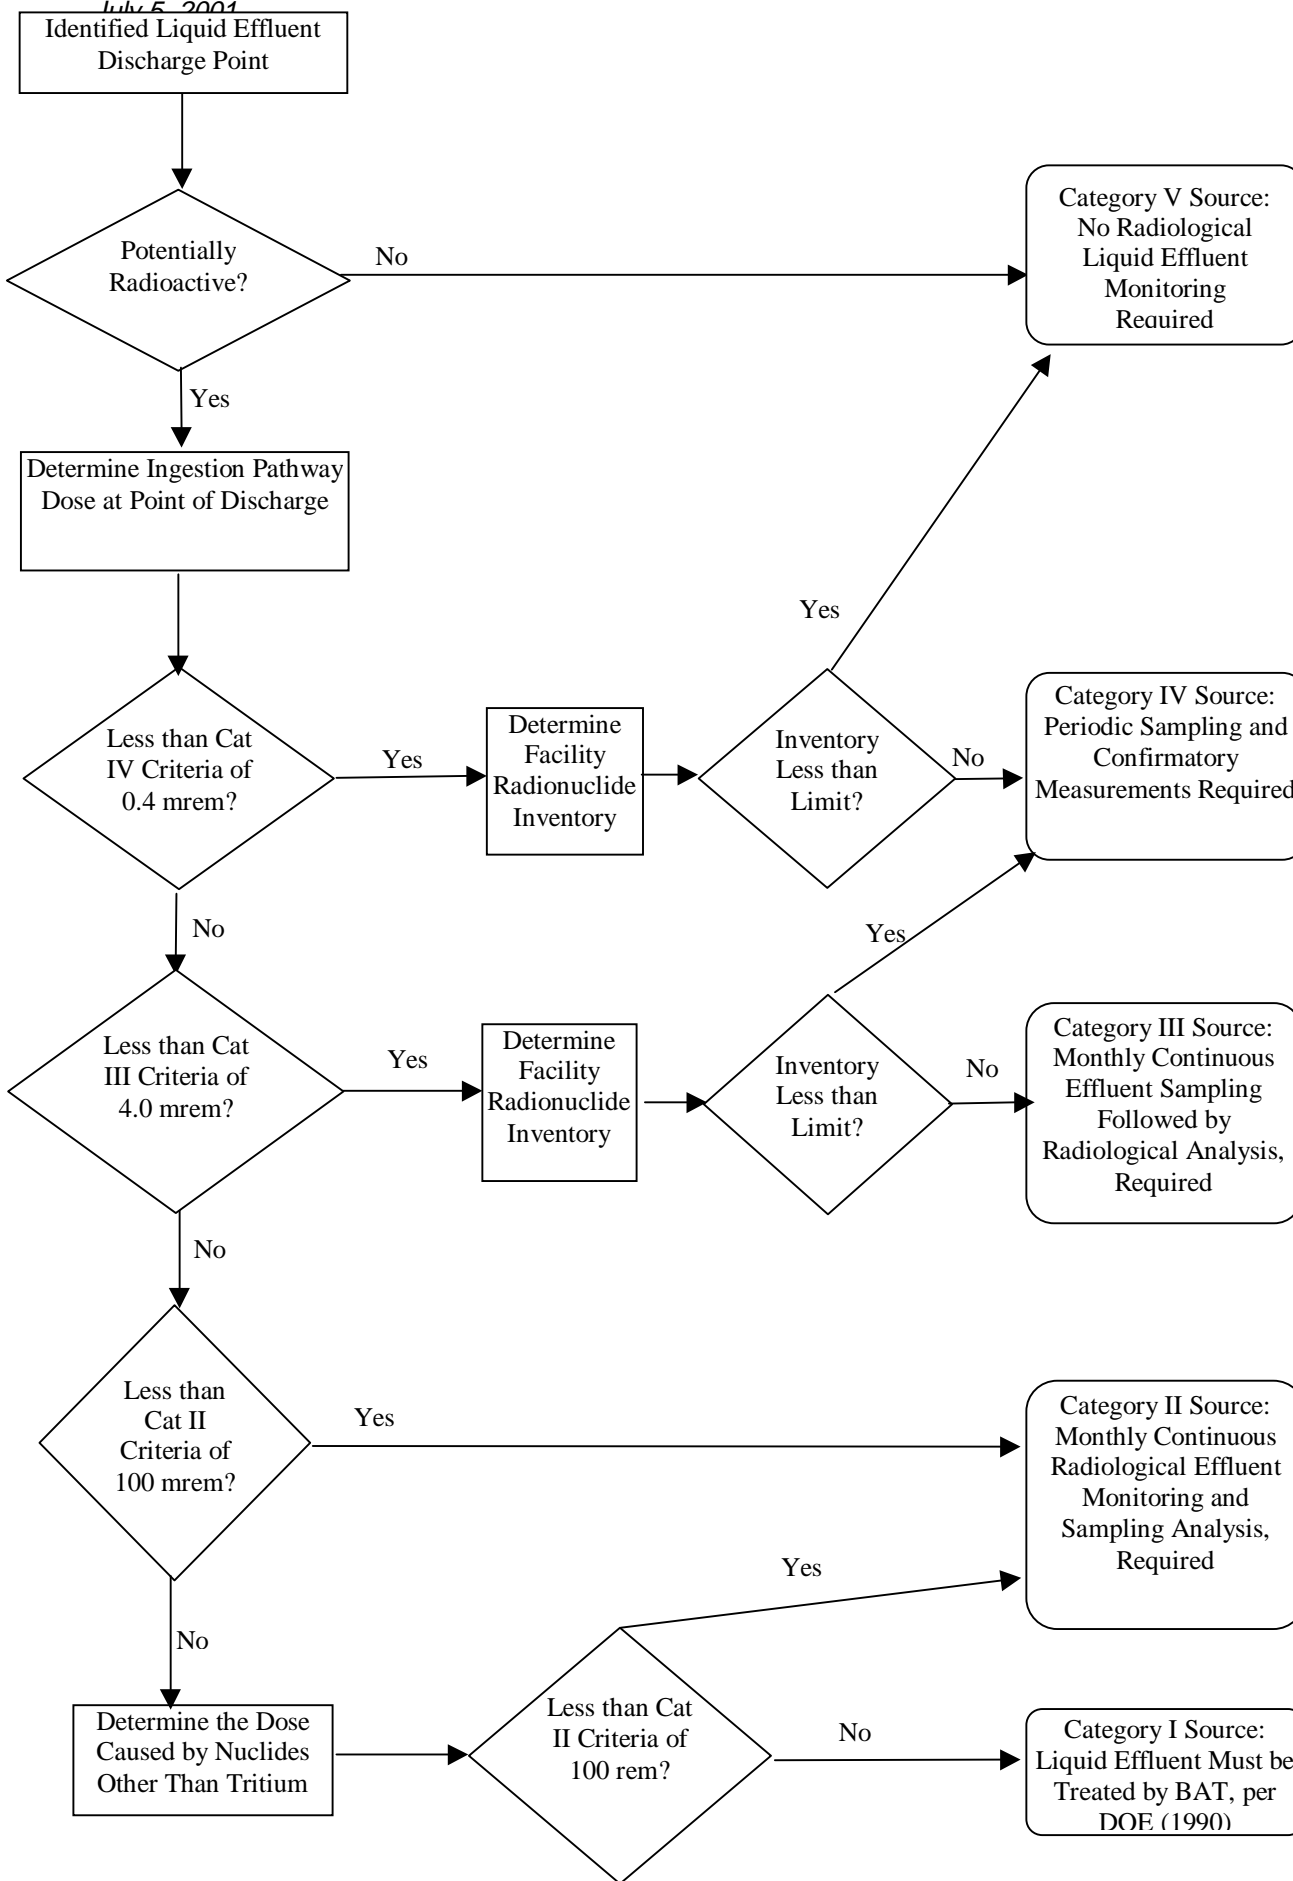 July 5, 2001
Identified Liquid Effluent
Discharge Point
Potentially
Radioactive?
No
Category V Source:
No Radiological
Liquid Effluent
Monitoring
Required
Yes
Determine Ingestion Pathway
Dose at Point of Discharge
Yes
Less than Cat
IV Criteria of
0.4 mrem?
Yes
Determine
Facility
Radionuclide
Inventory
Inventory
Less than
Limit?
No
Category IV Source:
Periodic Sampling and
Confirmatory
Measurements Required
No
Yes
Less than Cat
III Criteria of
4.0 mrem?
Yes
Determine
Facility
Radionuclide
Inventory
Inventory
Less than
Limit?
No
Category III Source:
Monthly Continuous
Effluent Sampling
Followed by
Radiological Analysis,
Required
No
Less than
Cat II
Criteria of
100 mrem?
Yes
Category II Source:
Monthly Continuous
Radiological Effluent
Monitoring and
Sampling Analysis,
Required
Yes
No
Determine the Dose
Caused by Nuclides
Other Than Tritium
Less than Cat
II Criteria of
100 rem?
No
Category I Source:
Liquid Effluent Must be
Treated by BAT, per
DOE (1990)